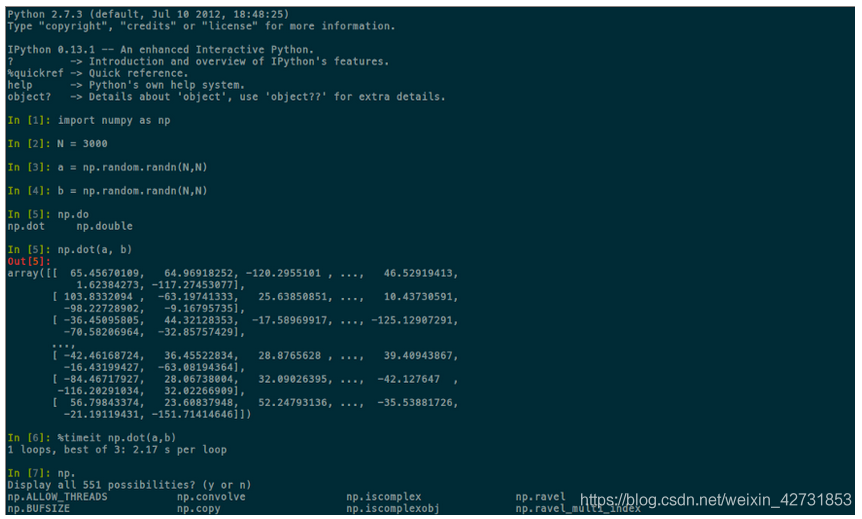 Python 2.7.3 (default, Jul 10 2012, 18:48:25)
Type "copyright", "credits" or "license" for more information.
IPython 0.13.1 -- An enhanced Interactive Python.
?         -> Introduction and overview of IPython's features.
%quickref -> Quick reference.
help      -> Python's own help system.
object?   -> Details about 'object', use 'object??' for extra details.
In [1]: import numpy as np
In [2]: N = 3000
In [3]: a = np.random.randn(N,N)
In [4]: b = np.random.randn(N,N)
In [5]: np.do
np.dot     np.double
In [5]: np.dot(a, b)
Out[5]:
array([[  65.45670109,   64.96918252, -120.2955101 , ...,   46.52919413,
           1.62384273, -117.27453077],
       [ 103.8332094 ,  -63.19741333,   25.63850851, ...,   10.43730591,
         -98.22728902,   -9.16795735],
       [ -36.45095805,   44.32128353,  -17.58969917, ..., -125.12907291,
         -70.58206964,  -32.85757429],
       ...,
       [ -42.46168724,   36.45522834,   28.8765628 , ...,   39.40943867,
         -16.43199427,  -63.08194364],
       [ -84.46717927,   28.06738004,   32.09026395, ...,  -42.127647  ,
        -116.20291034,   32.02266909],
       [  56.79843374,   23.60837948,   52.24793136, ...,  -35.53881726,
         -21.19119431, -151.71414646]])
In [6]: %timeit np.dot(a,b)
1 loops, best of 3: 2.17 s per loop
In [7]: np.
Display all 551 possibilities? (y or n)
np.ALLOW_THREADS           np.convolve                np.iscomplex               np.ravel
np.BUFSIZE                 np.copy                    np.iscomplexobj            np.ravel_multi_index
https://blog.csdn.net/weixin_42731853